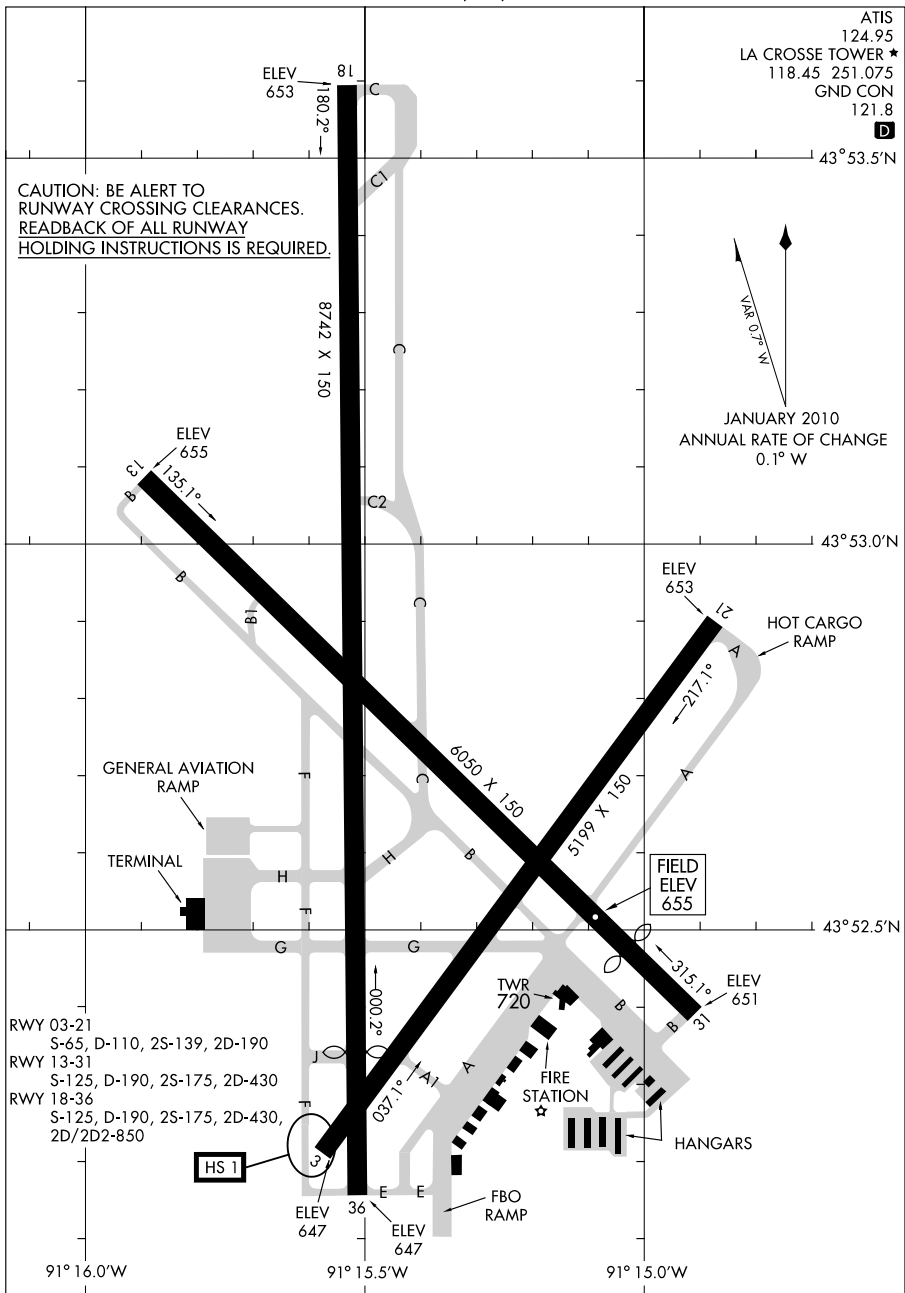 ATIS
124.95
LA CROSSE TOWER ★
118.45 251.075
GND CON
121.8
D
ELEV
653
18
C
180.2°
C1
43°53.5'N
CAUTION: BE ALERT TO
RUNWAY CROSSING CLEARANCES.
READBACK OF ALL RUNWAY
HOLDING INSTRUCTIONS IS REQUIRED.
8742 X 150
C
VAR 0.7° W
JANUARY 2010
ANNUAL RATE OF CHANGE
0.1° W
ELEV
655
13
135.1°
B
C2
43°53.0'N
B
B1
C
ELEV
653
21
HOT CARGO
RAMP
A
217.1°
A
6050 X 150
5199 X 150
GENERAL AVIATION
RAMP
F
C
H
B
TERMINAL
H
F
FIELD
ELEV
655
43°52.5'N
G
G
000.2°
315.1°
TWR
720
B
ELEV
651
B
31
RWY 03-21
S-65, D-110, 2S-139, 2D-190
RWY 13-31
S-125, D-190, 2S-175, 2D-430
RWY 18-36
S-125, D-190, 2S-175, 2D-430,
2D/2D2-850
J
F
037.1°
A1
A
FIRE
STATION
☆
HANGARS
HS 1
3
ELEV
647
36
E
E
ELEV
647
FBO
RAMP
91°16.0'W
91°15.5'W
91°15.0'W